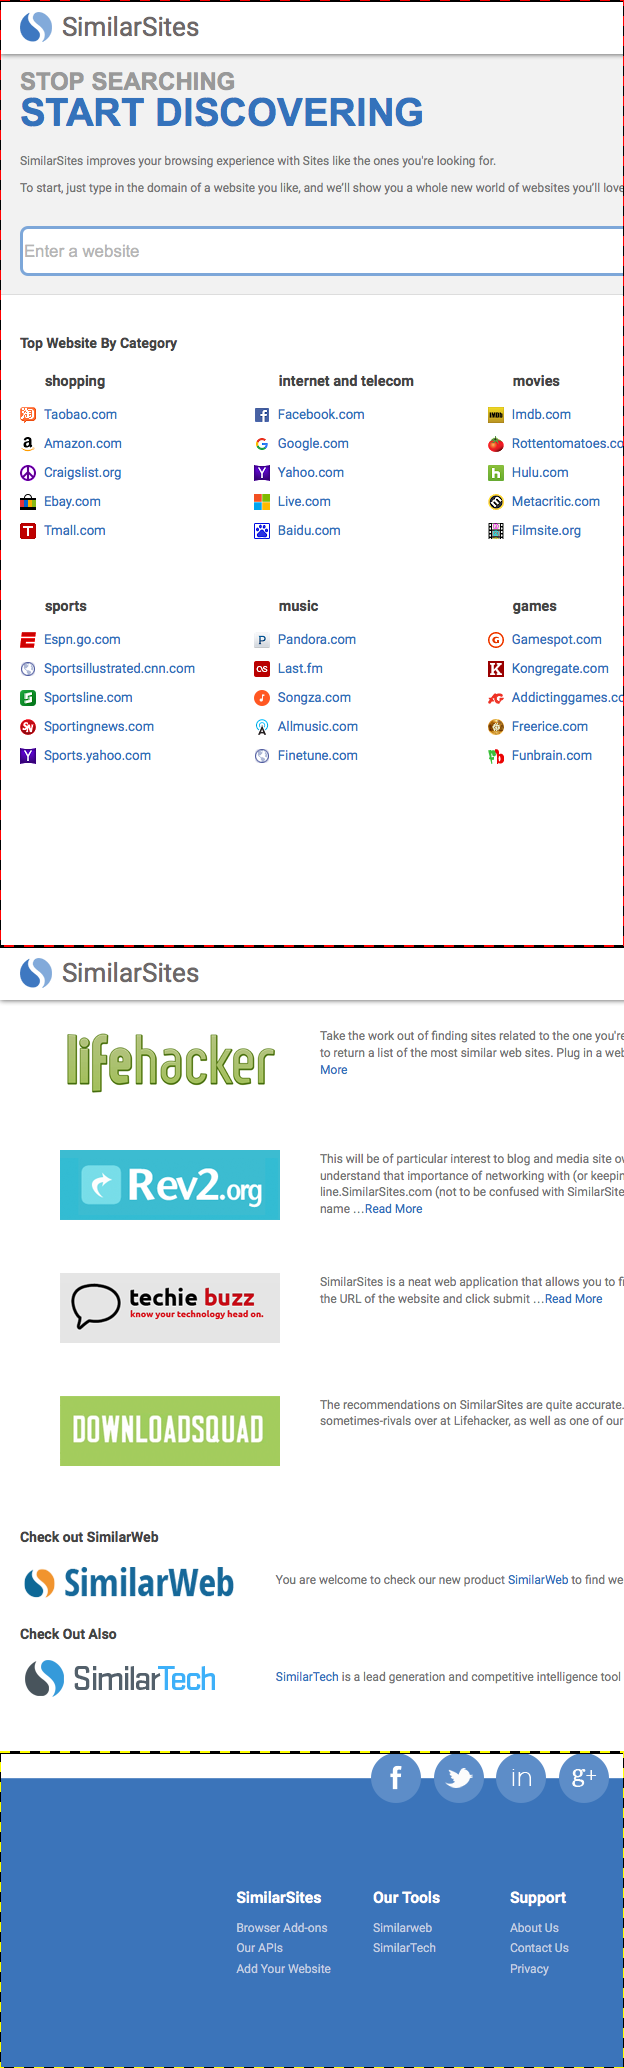 SimilarSites
STOP SEARCHING
START DISCOVERING
SimilarSites improves your browsing experience with Sites like the ones you're looking for.
To start, just type in the domain of a website you like, and we'll show you a whole new world of websites you'll love
Enter a website
Top Website By Category
shopping
Taobao.com
Amazon.com
Craigslist.org
Ebay.com
Tmall.com
internet and telecom
Facebook.com
Google.com
Yahoo.com
Live.com
Baidu.com
movies
Imdb.com
Rottentomatoes.co
Hulu.com
Metacritic.com
Filmsite.org
sports
Espn.go.com
Sportsillustrated.cnn.com
Sportsline.com
Sportingnews.com
Sports.yahoo.com
music
Pandora.com
Last.fm
Songza.com
Allmusic.com
Finetune.com
games
Gamespot.com
Kongregate.com
Addictinggames.co
Freerice.com
Funbrain.com
SimilarSites
lifehacker
Take the work out of finding sites related to the one you're
to return a list of the most similar web sites. Plug in a web
More
Rev2.org
This will be of particular interest to blog and media site ow
understand that importance of networking with (or keeping
line.SimilarSites.com (not to be confused with SimilarSite
name ...Read More
techie buzz
know your technology head on.
SimilarSites is a neat web application that allows you to fi
the URL of the website and click submit ...Read More
DOWNLOADSQUAD
The recommendations on SimilarSites are quite accurate.
sometimes-rivals over at Lifehacker, as well as one of our
Check out SimilarWeb
SimilarWeb
You are welcome to check our new product SimilarWeb to find we
Check Out Also
SimilarTech
SimilarTech is a lead generation and competitive intelligence tool
f
in
g+
SimilarSites
Browser Add-ons
Our APIs
Add Your Website
Our Tools
Similarweb
SimilarTech
Support
About Us
Contact Us
Privacy